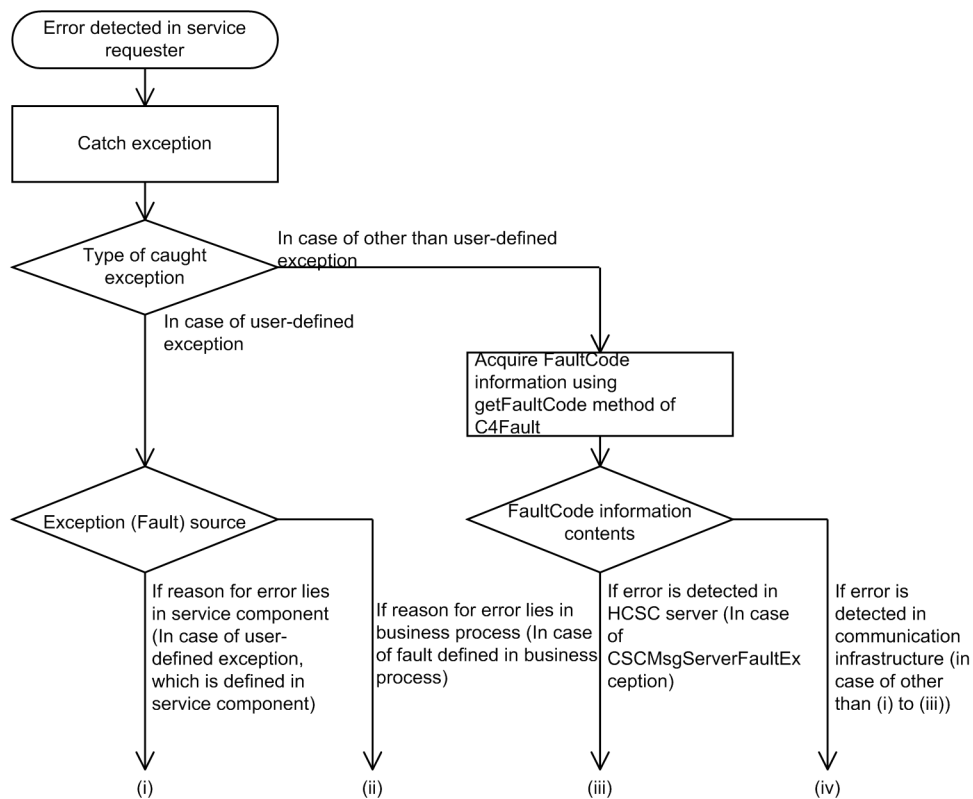 Error detected in service
requester
Catch exception
Type of caught
exception
In case of other than user-defined
exception
In case of user-defined
exception
Acquire FaultCode
information using
getFaultCode method of
C4Fault
Exception (Fault) source
FaultCode information
contents
If reason for error lies
in service component
(In case of user-
defined exception,
which is defined in
service component)
If reason for error lies in
business process (In case
of fault defined in business
process)
If error is detected in
HCSC server (In case
of
CSCMsgServerFaultEx
ception)
If error is
detected in
communication
infrastructure (in
case of other
than (i) to (iii))
(i)
(ii)
(iii)
(iv)